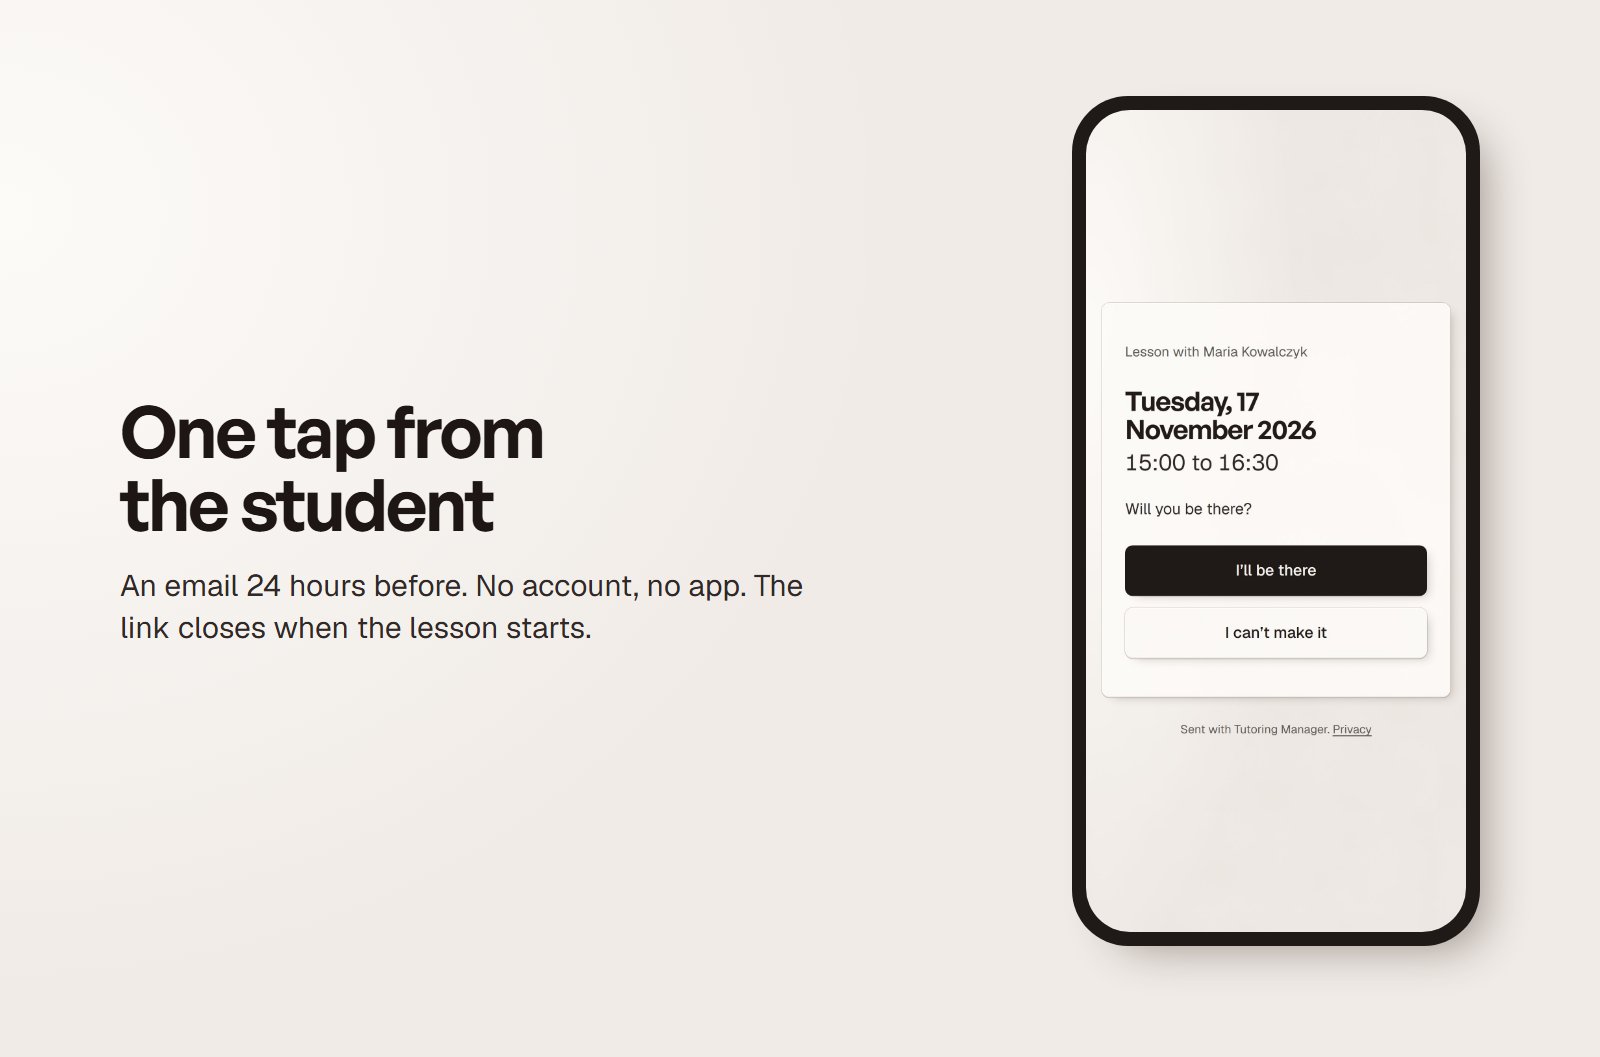 One tap from
the student
An email 24 hours before. No account, no app. The
link closes when the lesson starts.
Lesson with Maria Kowalczyk
Tuesday, 17
November 2026
15:00 to 16:30
Will you be there?
I’ll be there
I can’t make it
Sent with Tutoring Manager. Privacy